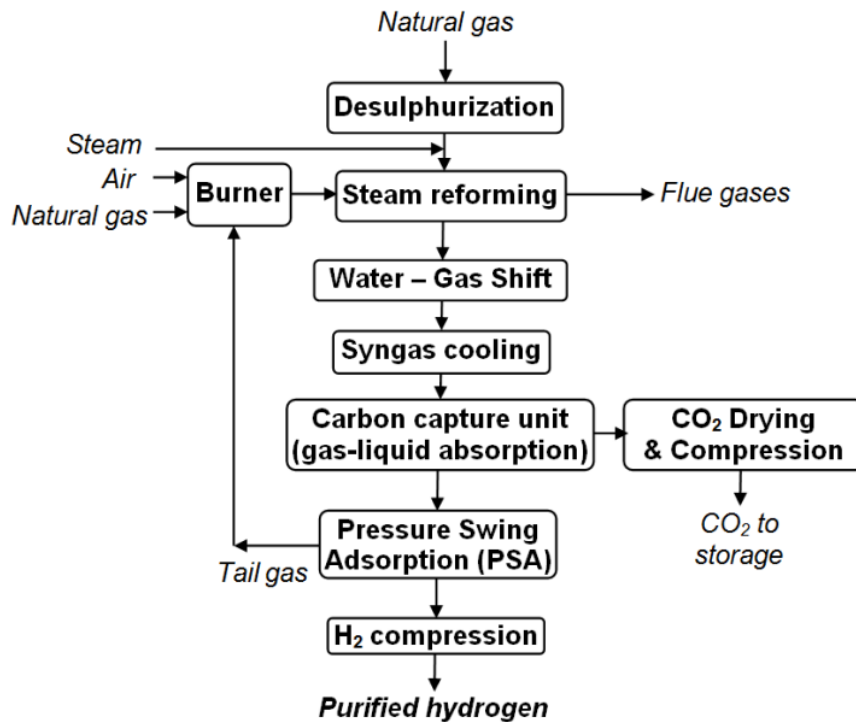 Natural gas
Desulphurization
Steam
Air
Natural gas
Burner
Steam reforming
Flue gases
Water – Gas Shift
Syngas cooling
Carbon capture unit
(gas-liquid absorption)
CO₂ Drying
& Compression
CO₂ to
storage
Pressure Swing
Adsorption (PSA)
Tail gas
H₂ compression
Purified hydrogen